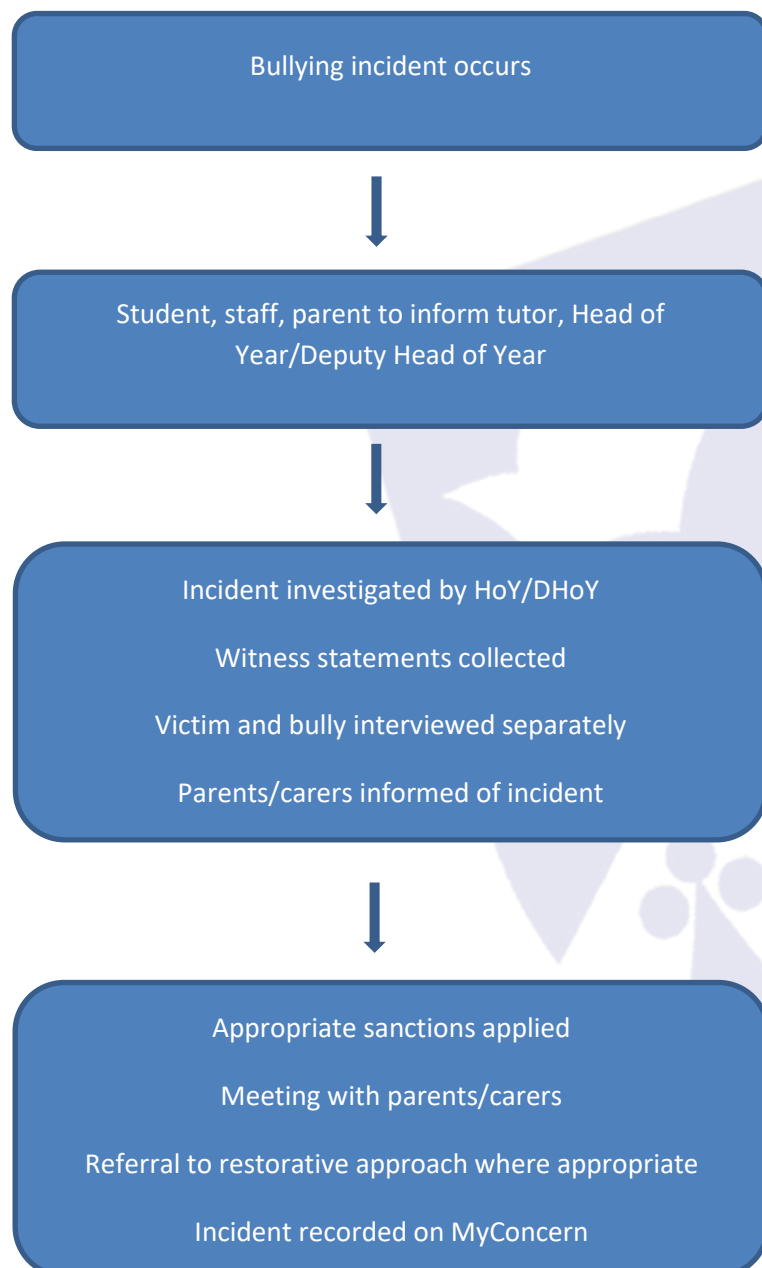 Bullying incident occurs
Student, staff, parent to inform tutor, Head of
Year/Deputy Head of Year
Incident investigated by HoY/DHoY
Witness statements collected
Victim and bully interviewed separately
Parents/carers informed of incident
Appropriate sanctions applied
Meeting with parents/carers
Referral to restorative approach where appropriate
Incident recorded on MyConcern